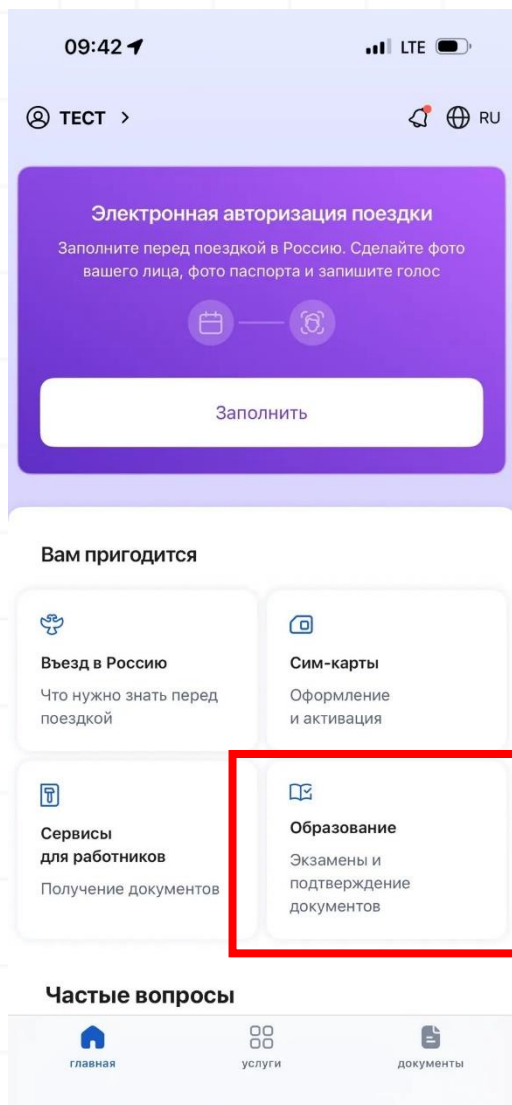 09:42
LTE
ТЕСТ >
RU
Электронная авторизация поездки
Заполните перед поездкой в Россию. Сделайте фото
вашего лица, фото паспорта и запишите голос
Заполнить
Вам пригодится
Въезд в Россию
Что нужно знать перед
поездкой
Сим-карты
Оформление
и активация
Сервисы
для работников
Получение документов
Образование
Экзамены и
подтверждение
документов
Частые вопросы
главная
услуги
документы